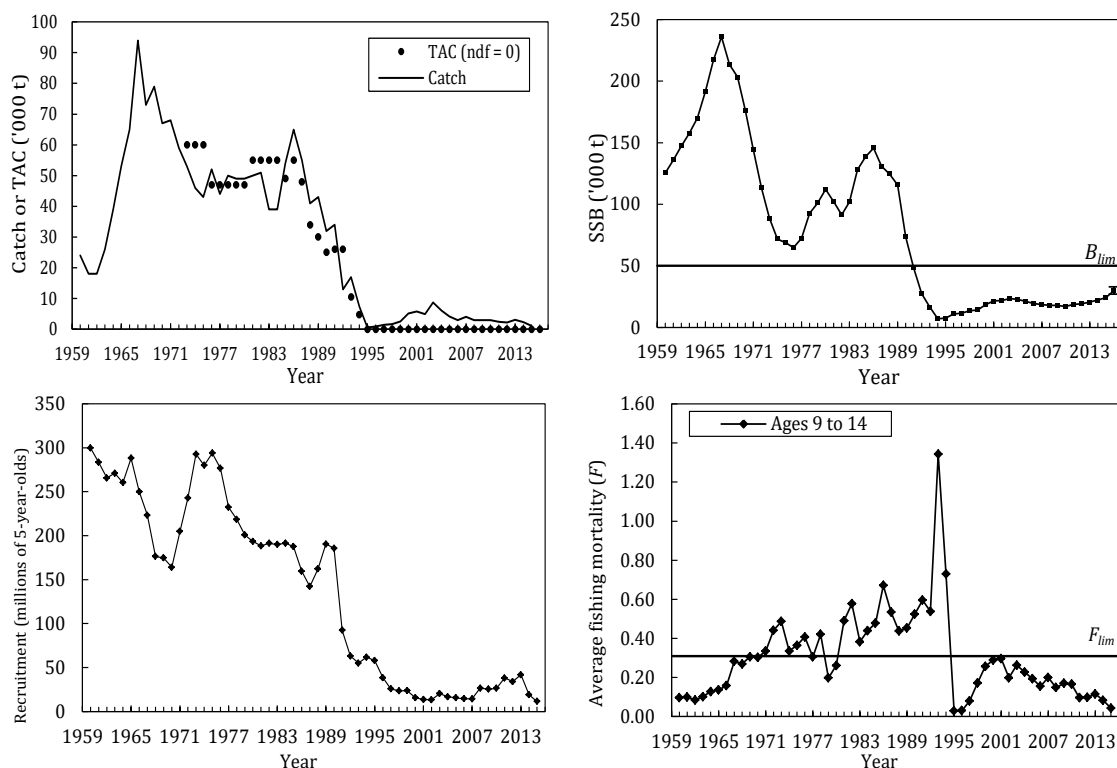 100
90
80
70
60
50
40
30
20
10
0
Catch or TAC ('000 t)
TAC (ndf = 0)
Catch
1959 1965 1971 1977 1983 1989 1995 2001 2007 2013
Year
250
200
150
100
50
0
SSB ('000 t)
Blim
1959 1965 1971 1977 1983 1989 1995 2001 2007 2013
Year
350
300
250
200
150
100
50
0
Recruitment (millions of 5-year-olds)
1959 1965 1971 1977 1983 1989 1995 2001 2007 2013
Year
1.60
1.40
1.20
1.00
0.80
0.60
0.40
0.20
0.00
Average fishing mortality (F)
Ages 9 to 14
Flim
1959 1965 1971 1977 1983 1989 1995 2001 2007 2013
Year